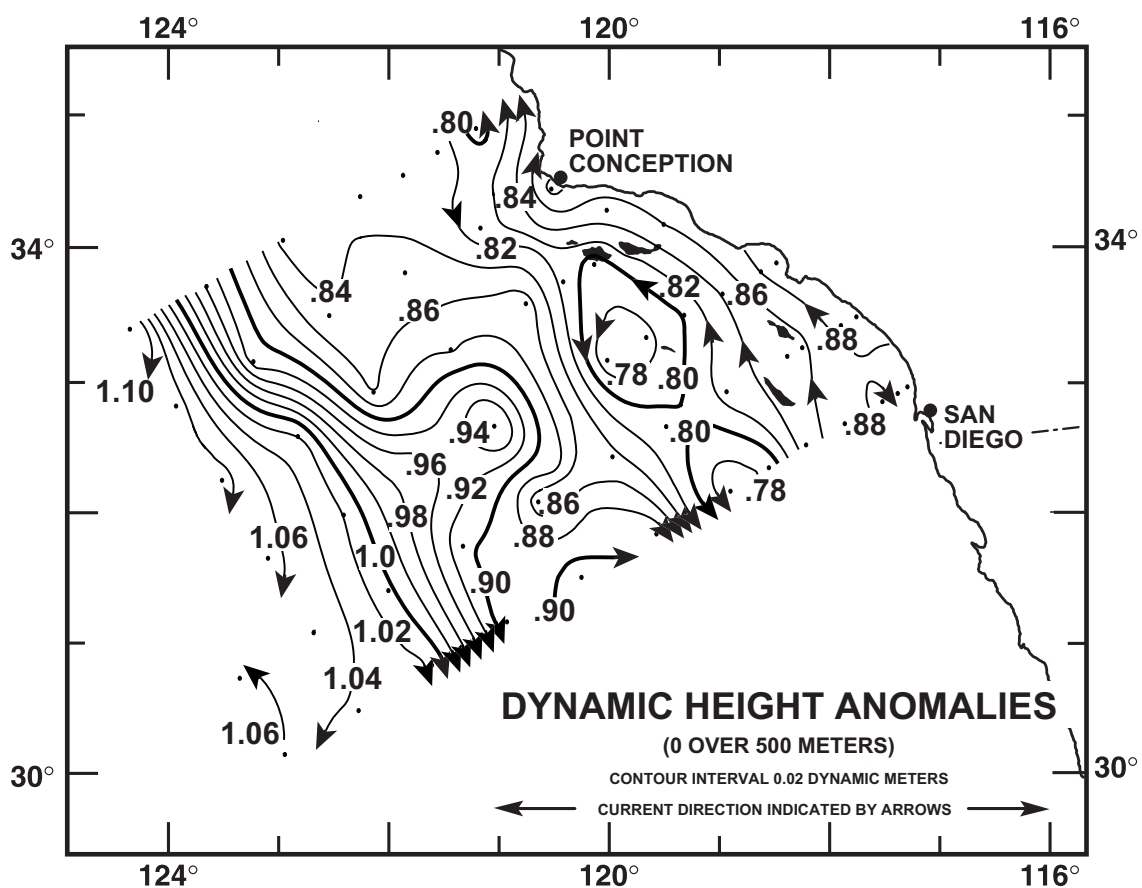 124° 120° 116°
.80
POINT
CONCEPTION
.84
34° .82 34°
.84 .82 .86
.86
.88
1.10 .78 .80
.94 .80 .88 SAN
DIEGO
.96
.92 .86 .78
.98
1.06 .88
1.0
.90
.90
1.02
1.04
DYNAMIC HEIGHT ANOMALIES
1.06
(0 OVER 500 METERS)
30° 30°
CONTOUR INTERVAL 0.02 DYNAMIC METERS
CURRENT DIRECTION INDICATED BY ARROWS
124° 120° 116°